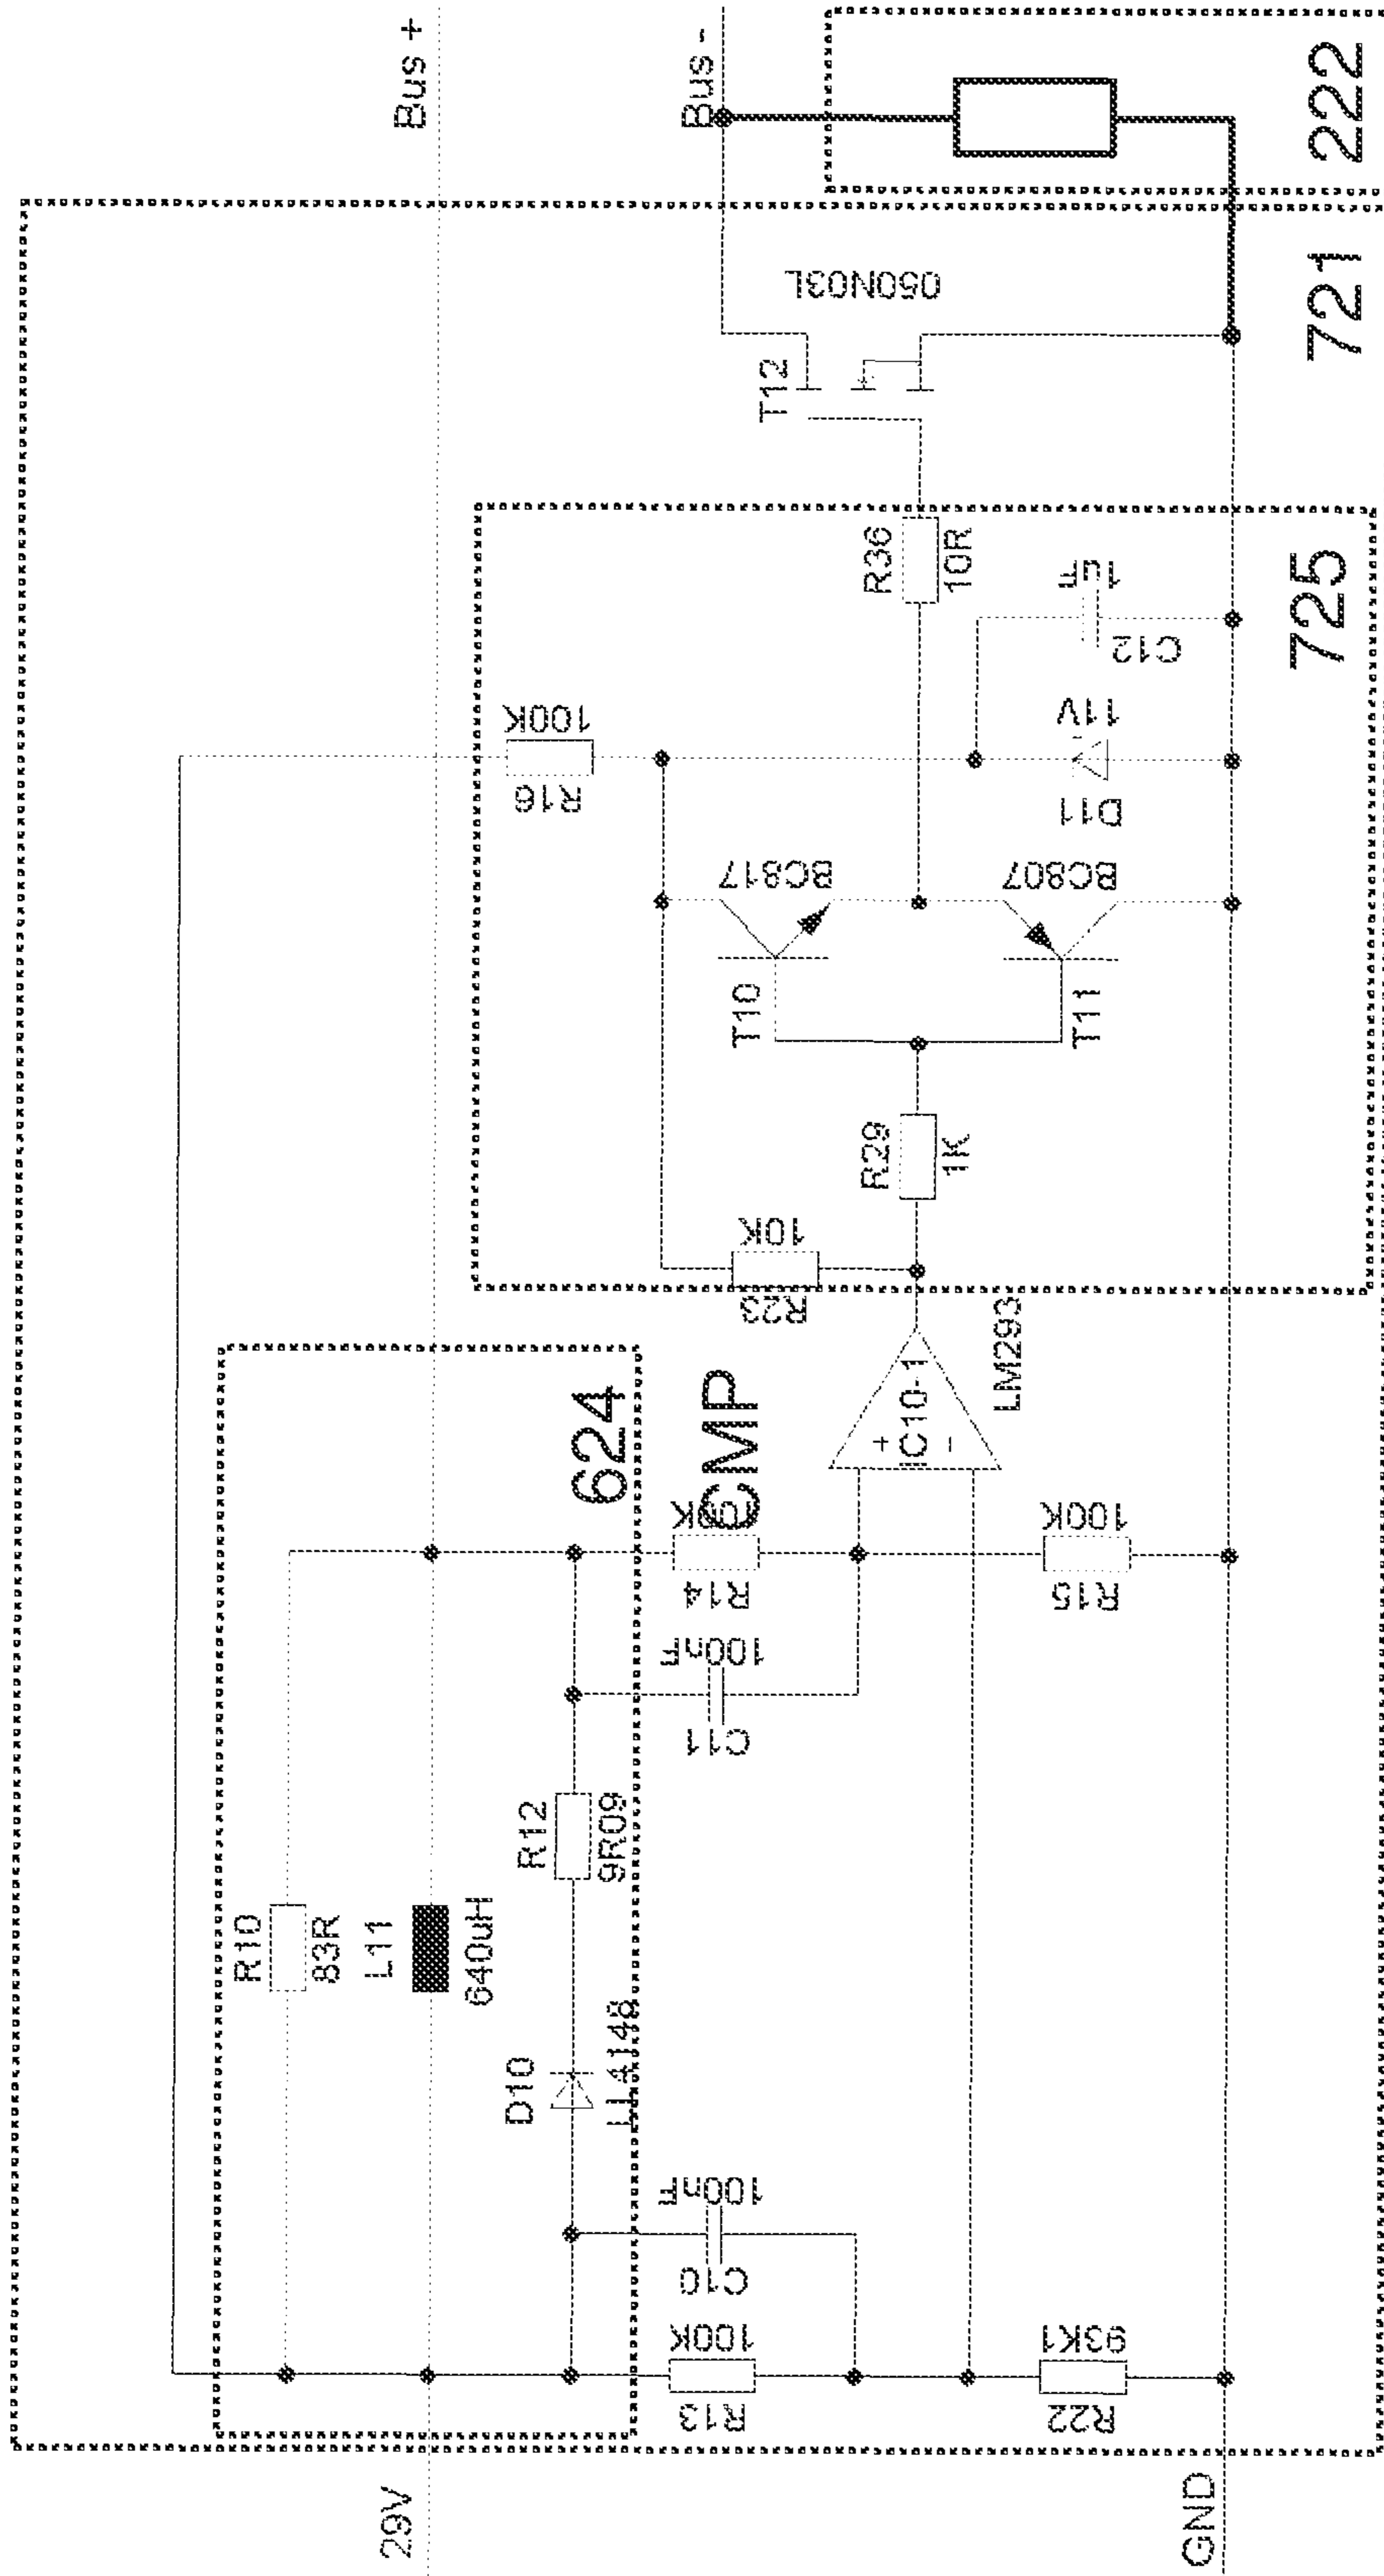 Bus +
Bus -
222
721
050N03L
T12
R36
10R
1uF
C12
725
100K
R16
11V
D11
BC817
BC807
T10
T11
R29
1K
10K
R23
LM293
IC10-1
+
-
CMP
624
R14
100K
R15
100nF
C11
R12
9R09
R10
83R
L11
640uH
D10
LL4148
100nF
C10
100K
R13
93K1
R22
29V
GND